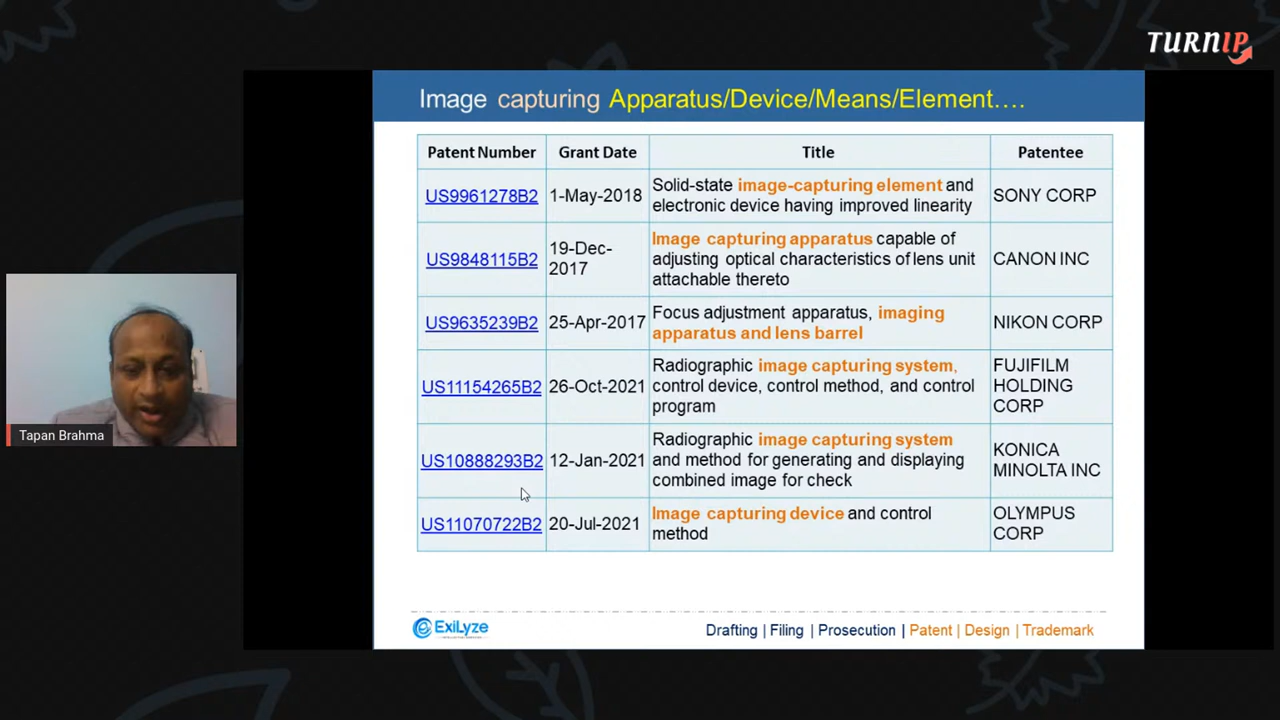 TURNIP
Image capturing Apparatus/Device/Means/Element....
Patent Number Grant Date Title Patentee
US9961278B2 1-May-2018 Solid-state image-capturing element and
electronic device having improved linearity SONY CORP
US9848115B2 19-Dec-
2017 Image capturing apparatus capable of
adjusting optical characteristics of lens unit
attachable thereto CANON INC
US9635239B2 25-Apr-2017 Focus adjustment apparatus, imaging
apparatus and lens barrel NIKON CORP
US11154265B2 26-Oct-2021 Radiographic image capturing system,
control device, control method, and control
program FUJIFILM
HOLDING
CORP
US10888293B2 12-Jan-2021 Radiographic image capturing system
and method for generating and displaying
combined image for check KONICA
MINOLTA INC
US11070722B2 20-Jul-2021 Image capturing device and control
method OLYMPUS
CORP
Tapan Brahma
ExiLyze
Drafting | Filing | Prosecution | Patent | Design | Trademark